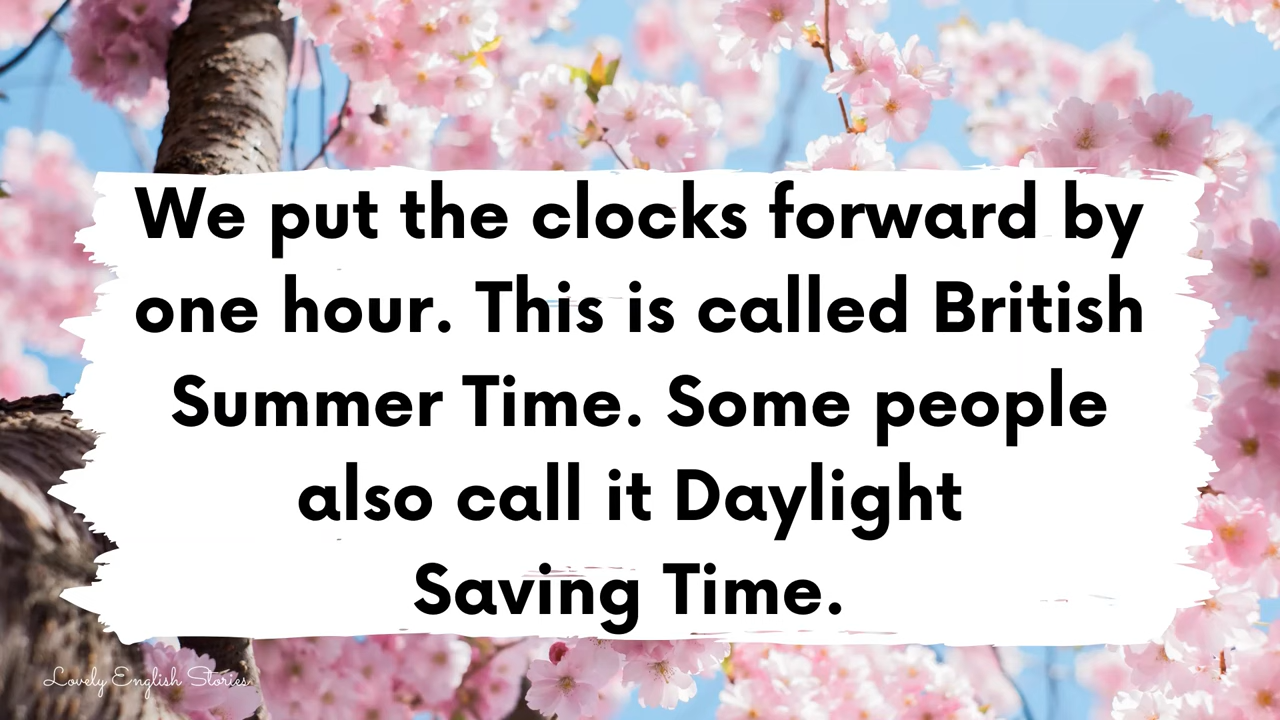 We put the clocks forward by
one hour. This is called British
Summer Time. Some people
also call it Daylight
Saving Time.
Lovely English Stories